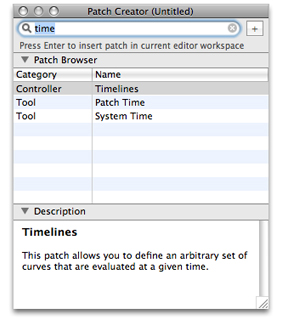 Patch Creator (Untitled)
time
+
Press Enter to insert patch in current editor workspace
Patch Browser
Category Name
Controller Timelines
Tool Patch Time
Tool System Time
Description
Timelines
This patch allows you to define an arbitrary set of
curves that are evaluated at a given time.